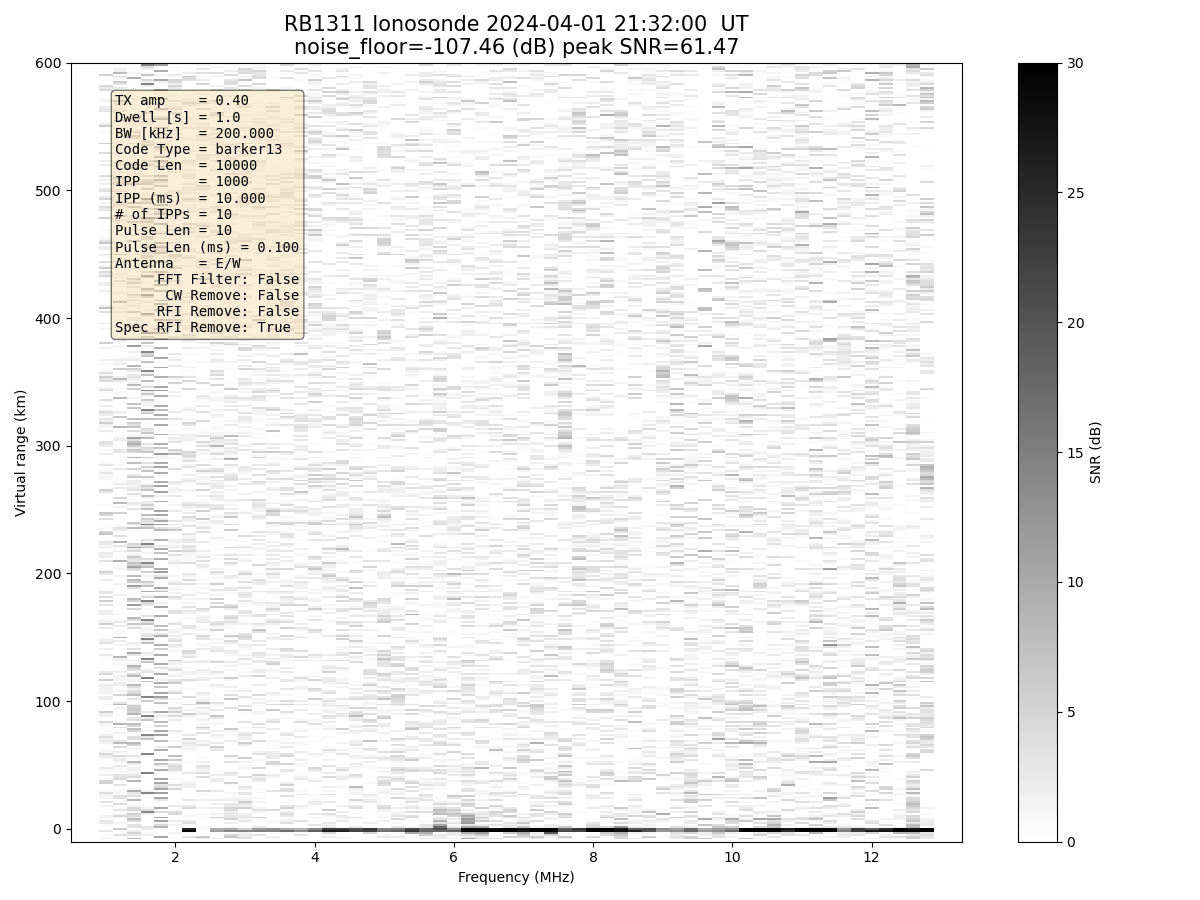 RB1311 Ionosonde 2024-04-01 21:32:00  UT
noise_floor=-107.46 (dB) peak SNR=61.47
TX amp    = 0.40
Dwell [s] = 1.0
BW [kHz]  = 200.000
Code Type = barker13
Code Len  = 10000
IPP       = 1000
IPP (ms)  = 10.000
# of IPPs = 10
Pulse Len = 10
Pulse Len (ms) = 0.100
Antenna   = E/W
FFT Filter: False
CW Remove: False
RFI Remove: False
Spec RFI Remove: True
600
500
400
300
200
100
0
Virtual range (km)
2 4 6 8 10 12
Frequency (MHz)
30
25
20
15
10
5
0
SNR (dB)